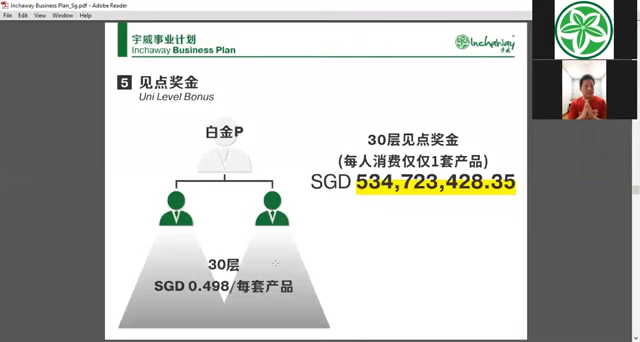 Inchaway Business Plan_Sg.pdf - Adobe Reader
File Edit View Window Help
宇威事业计划
Inchaway Business Plan
Inchaway
宇威
5 见点奖金
Uni Level Bonus
白金P
30层见点奖金
(每人消费仅仅1套产品)
SGD 534,723,428.35
30层
SGD 0.498/每套产品